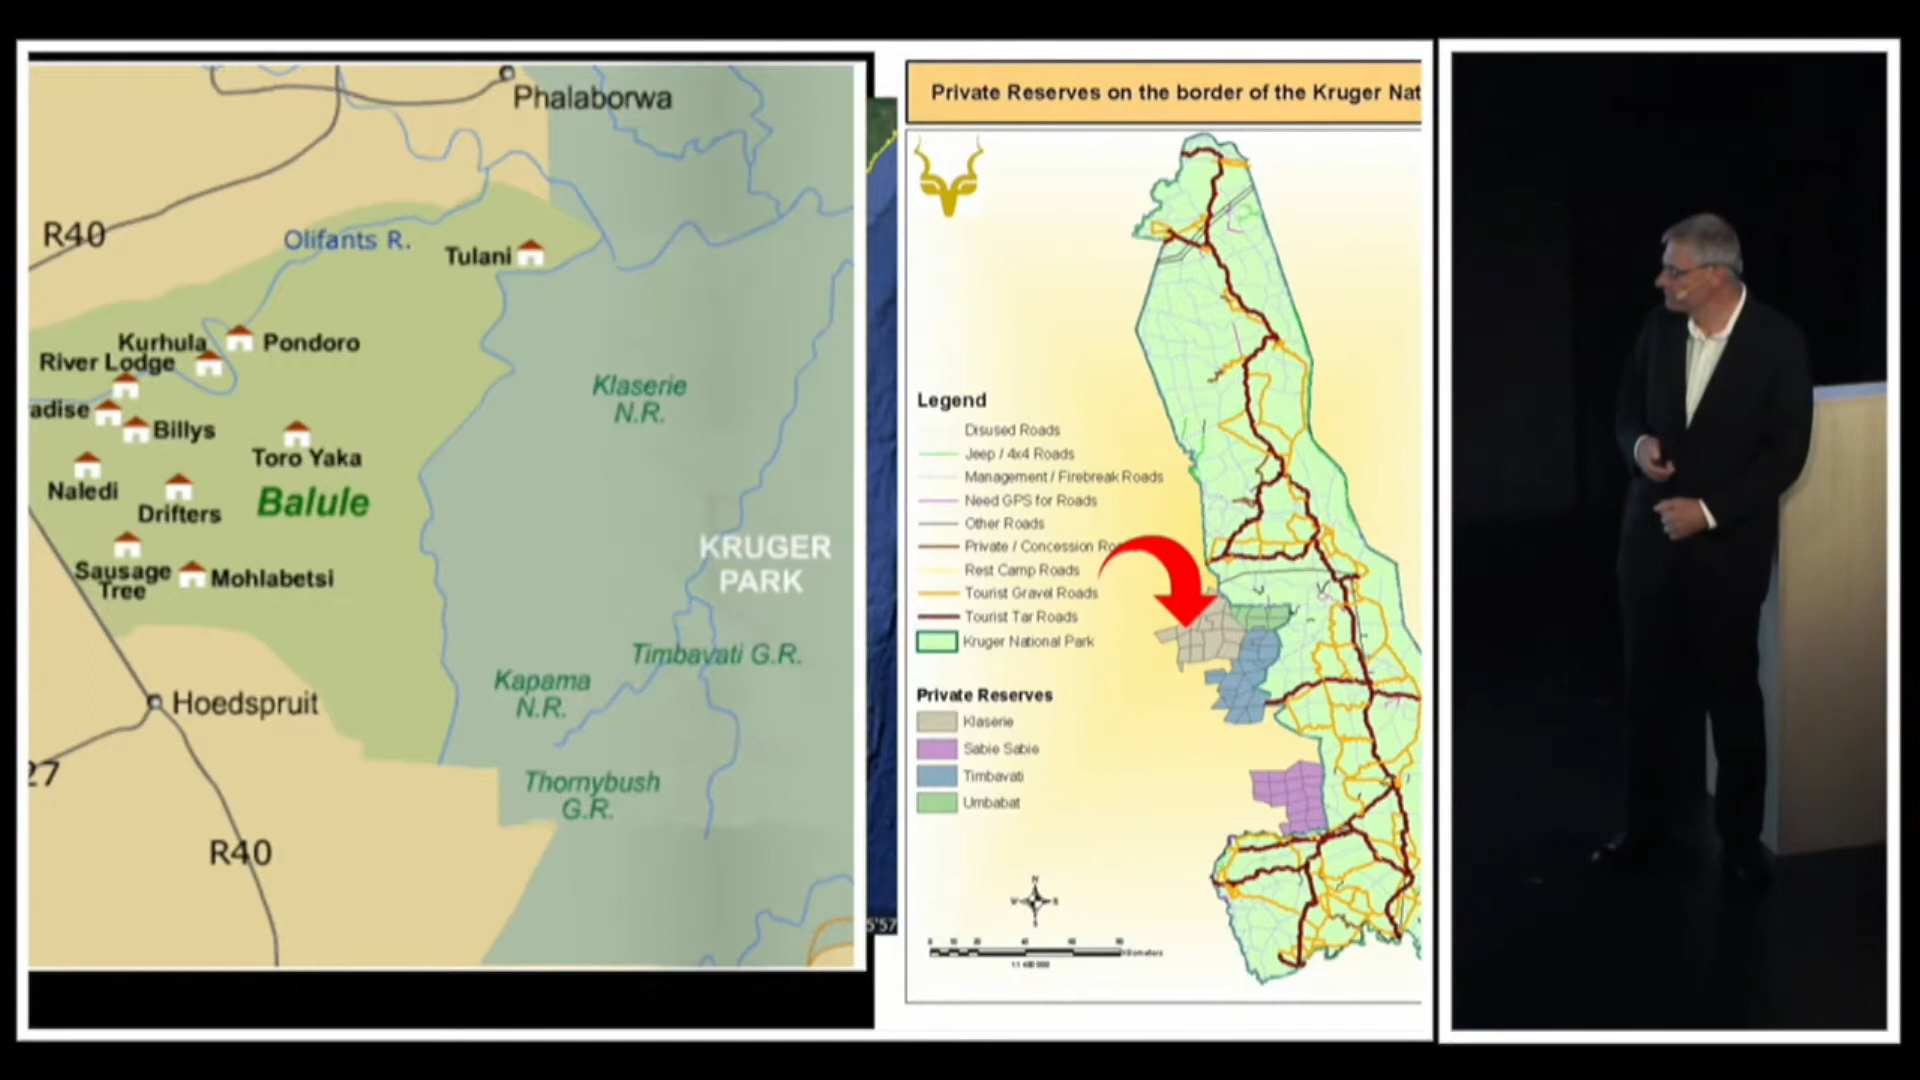 Phalaborwa
R40
Olifants R.
Tulani
Kurhula
Pondoro
River Lodge
adise
Billys
Toro Yaka
Naledi
Drifters
Balule
Sausage
Tree
Mohlabetsi
Klaserie
N.R.
KRUGER
PARK
Timbavati G.R.
Kapama
N.R.
Hoedspruit
27
Thornybush
G.R.
R40
5'57
Private Reserves on the border of the Kruger Nat
Legend
Disused Roads
Jeep / 4x4 Roads
Management / Firebreak Roads
Need GPS for Roads
Other Roads
Private / Concession Roa
Rest Camp Roads
Tourist Gravel Roads
Tourist Tar Roads
Kruger National Park
Private Reserves
Klaserie
Sabie Sabie
Timbavati
Umbabat
N